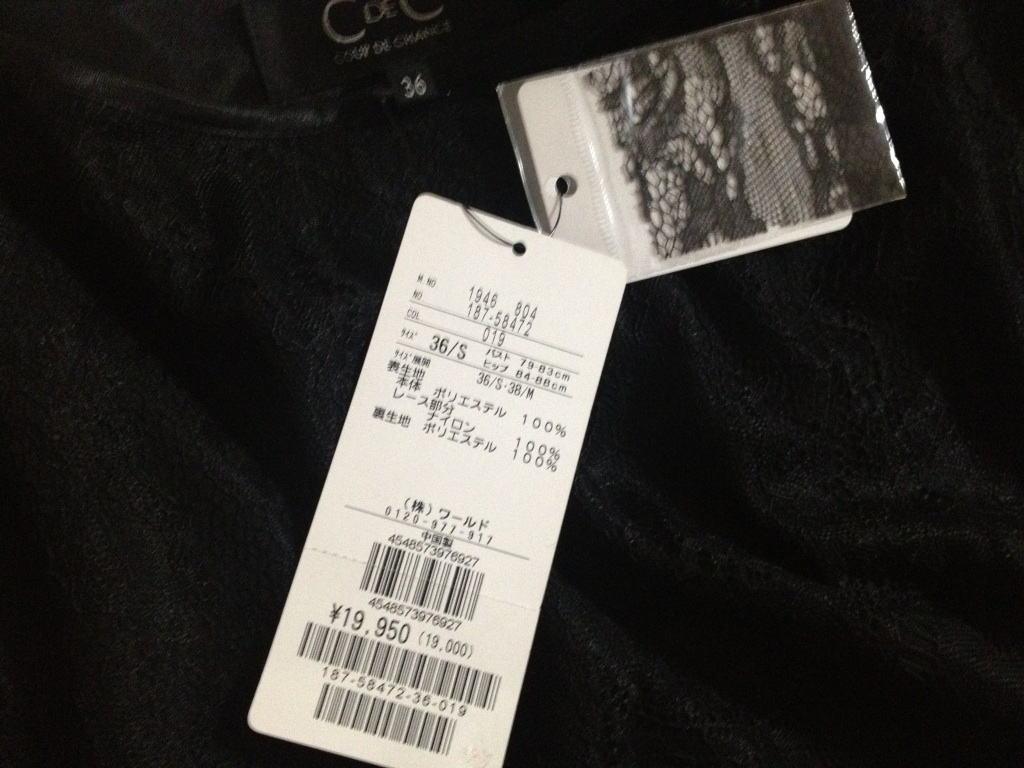 C DE C
COUP DE CHANCE
36
M.NO 1946 804
NO 187-58472
COL 019
サイズ 36/S バスト 79-83cm
ヒップ 84-88cm
サイズ展開 36/S・38/M
表生地
本体 ポリエステル 100%
レース部分
ナイロン 100%
裏生地 ポリエステル 100%
(株)ワールド
0120-977-917
中国製
4548573976927
4548573976927
¥19,950 (19,000)
187-58472-36-019